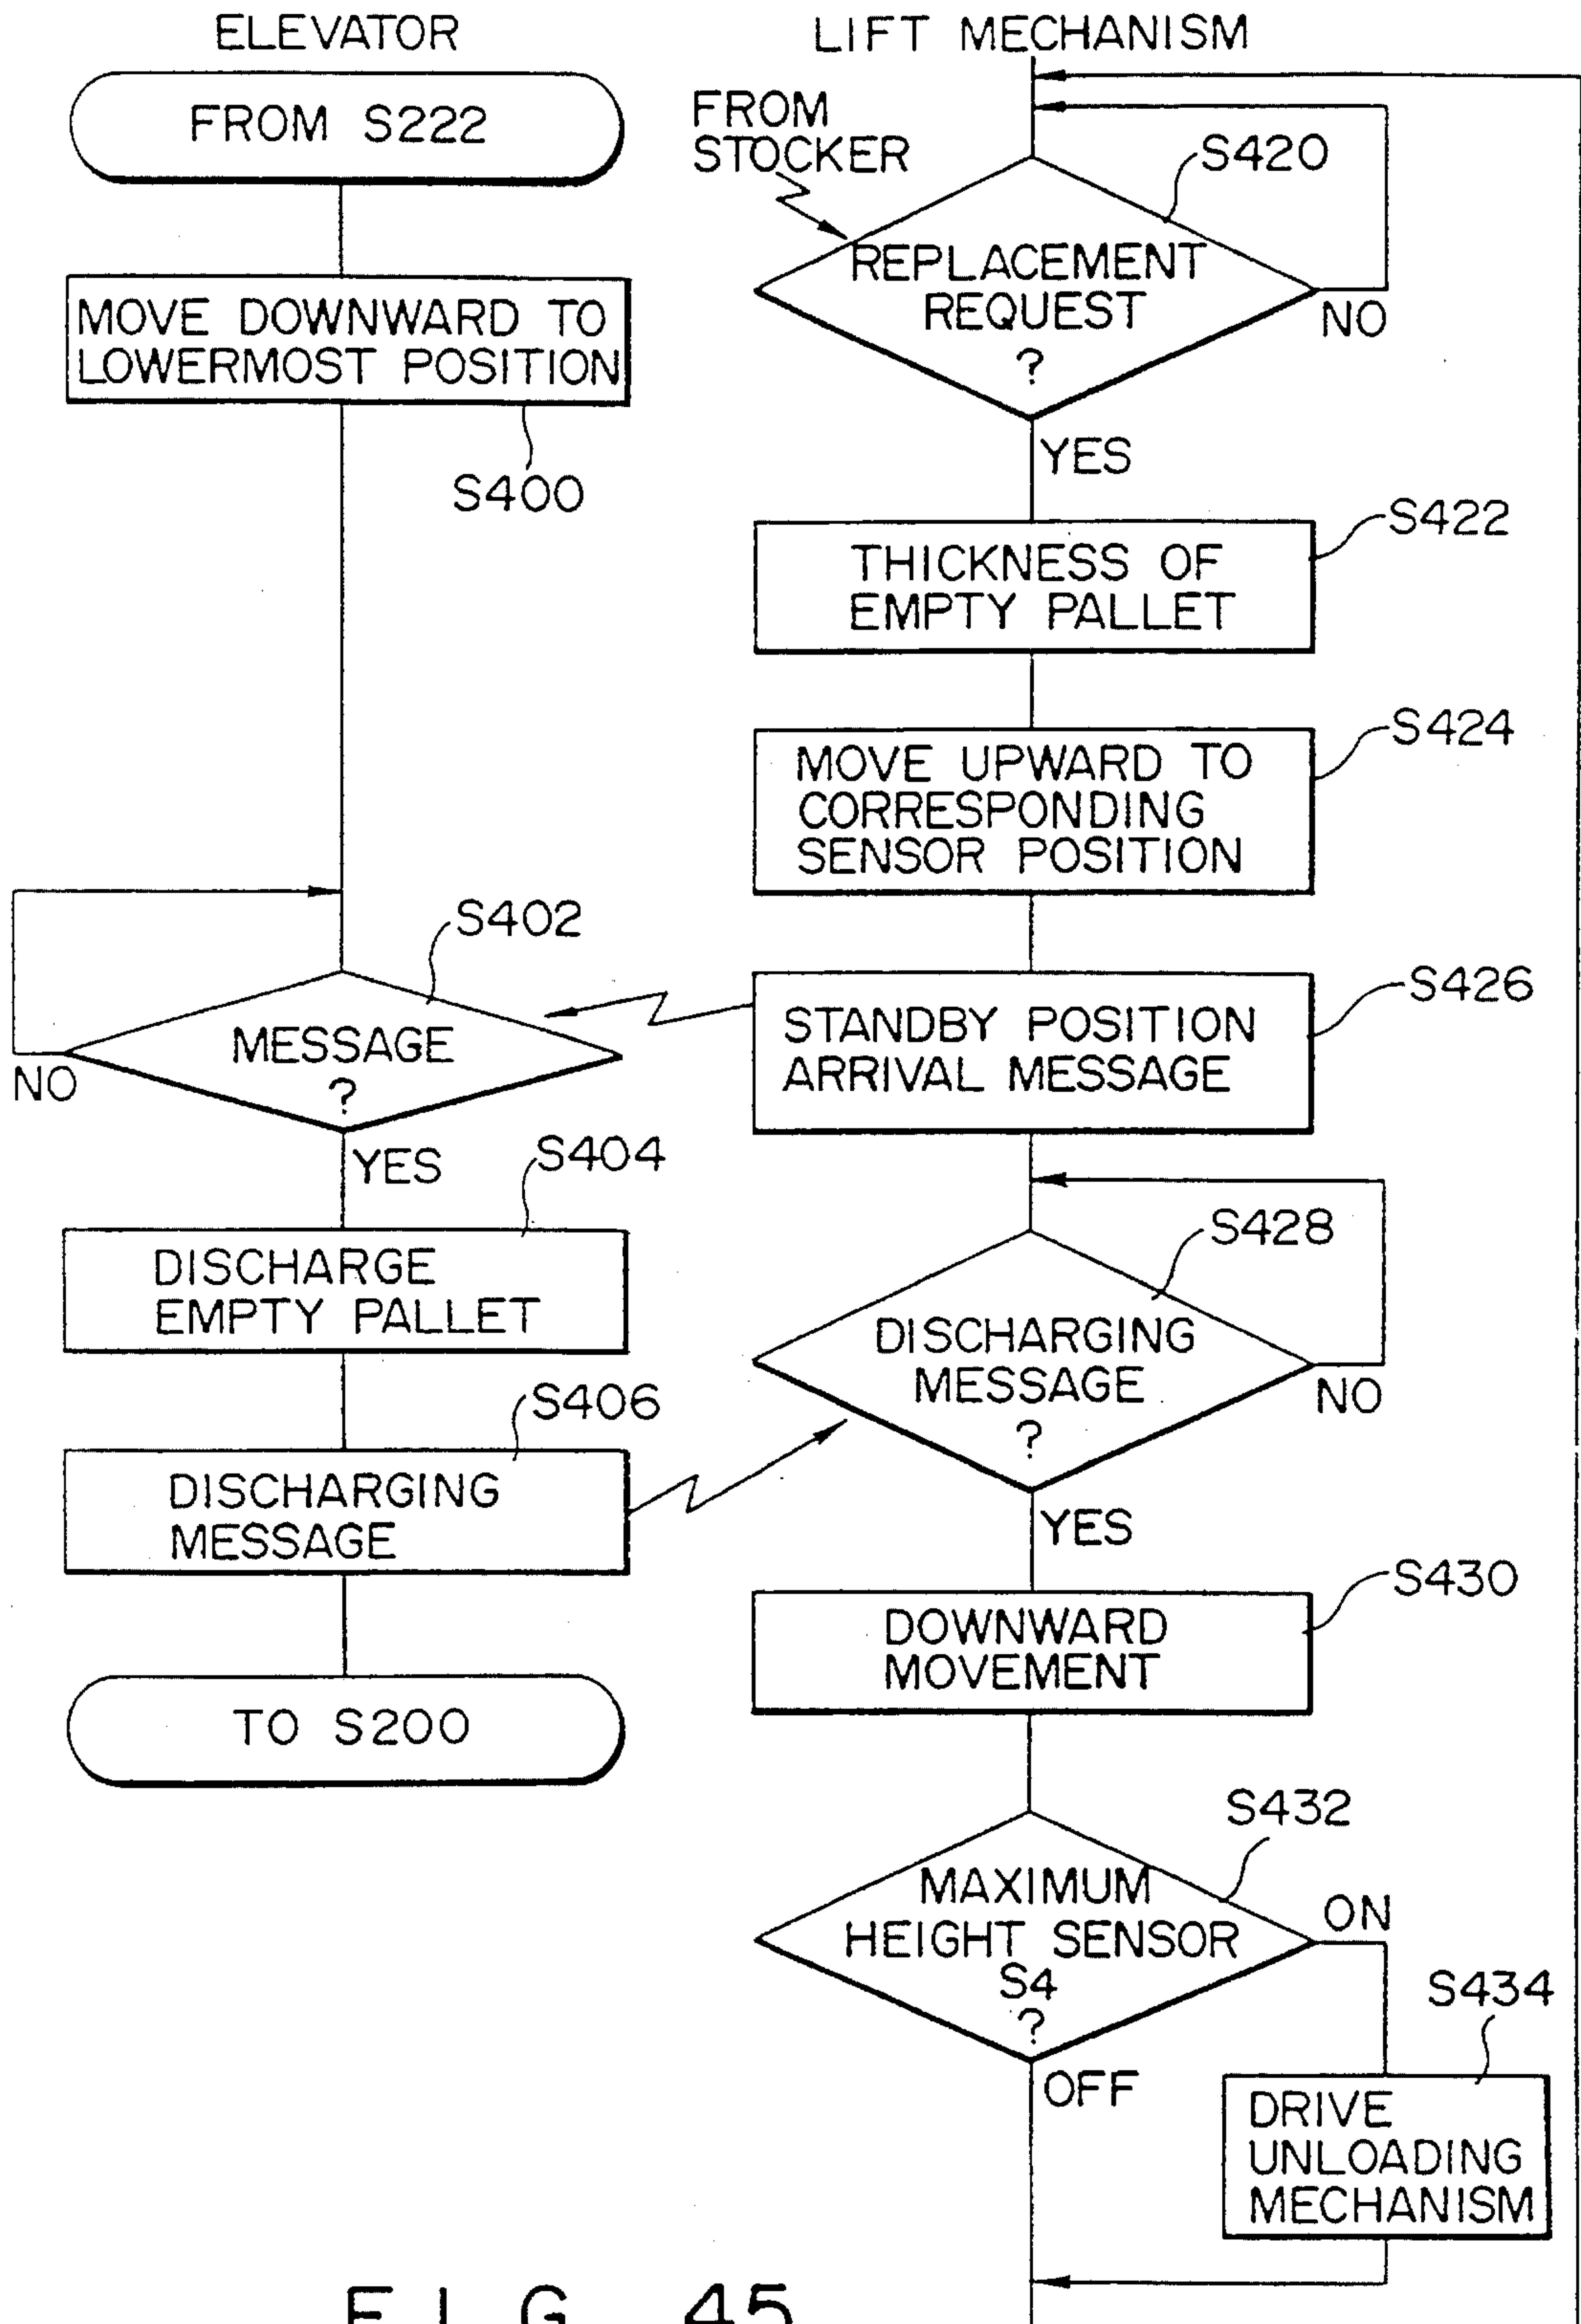 ELEVATOR
FROM S222
MOVE DOWNWARD TO
LOWERMOST POSITION
S400
S402
MESSAGE
?
NO
YES
S404
DISCHARGE
EMPTY PALLET
S406
DISCHARGING
MESSAGE
TO S200
LIFT MECHANISM
FROM
STOCKER
S420
REPLACEMENT
REQUEST
?
NO
YES
S422
THICKNESS OF
EMPTY PALLET
S424
MOVE UPWARD TO
CORRESPONDING
SENSOR POSITION
S426
STANDBY POSITION
ARRIVAL MESSAGE
S428
DISCHARGING
MESSAGE
?
NO
YES
S430
DOWNWARD
MOVEMENT
S432
MAXIMUM
HEIGHT SENSOR
S4
?
ON
OFF
S434
DRIVE
UNLOADING
MECHANISM
FIG. 45